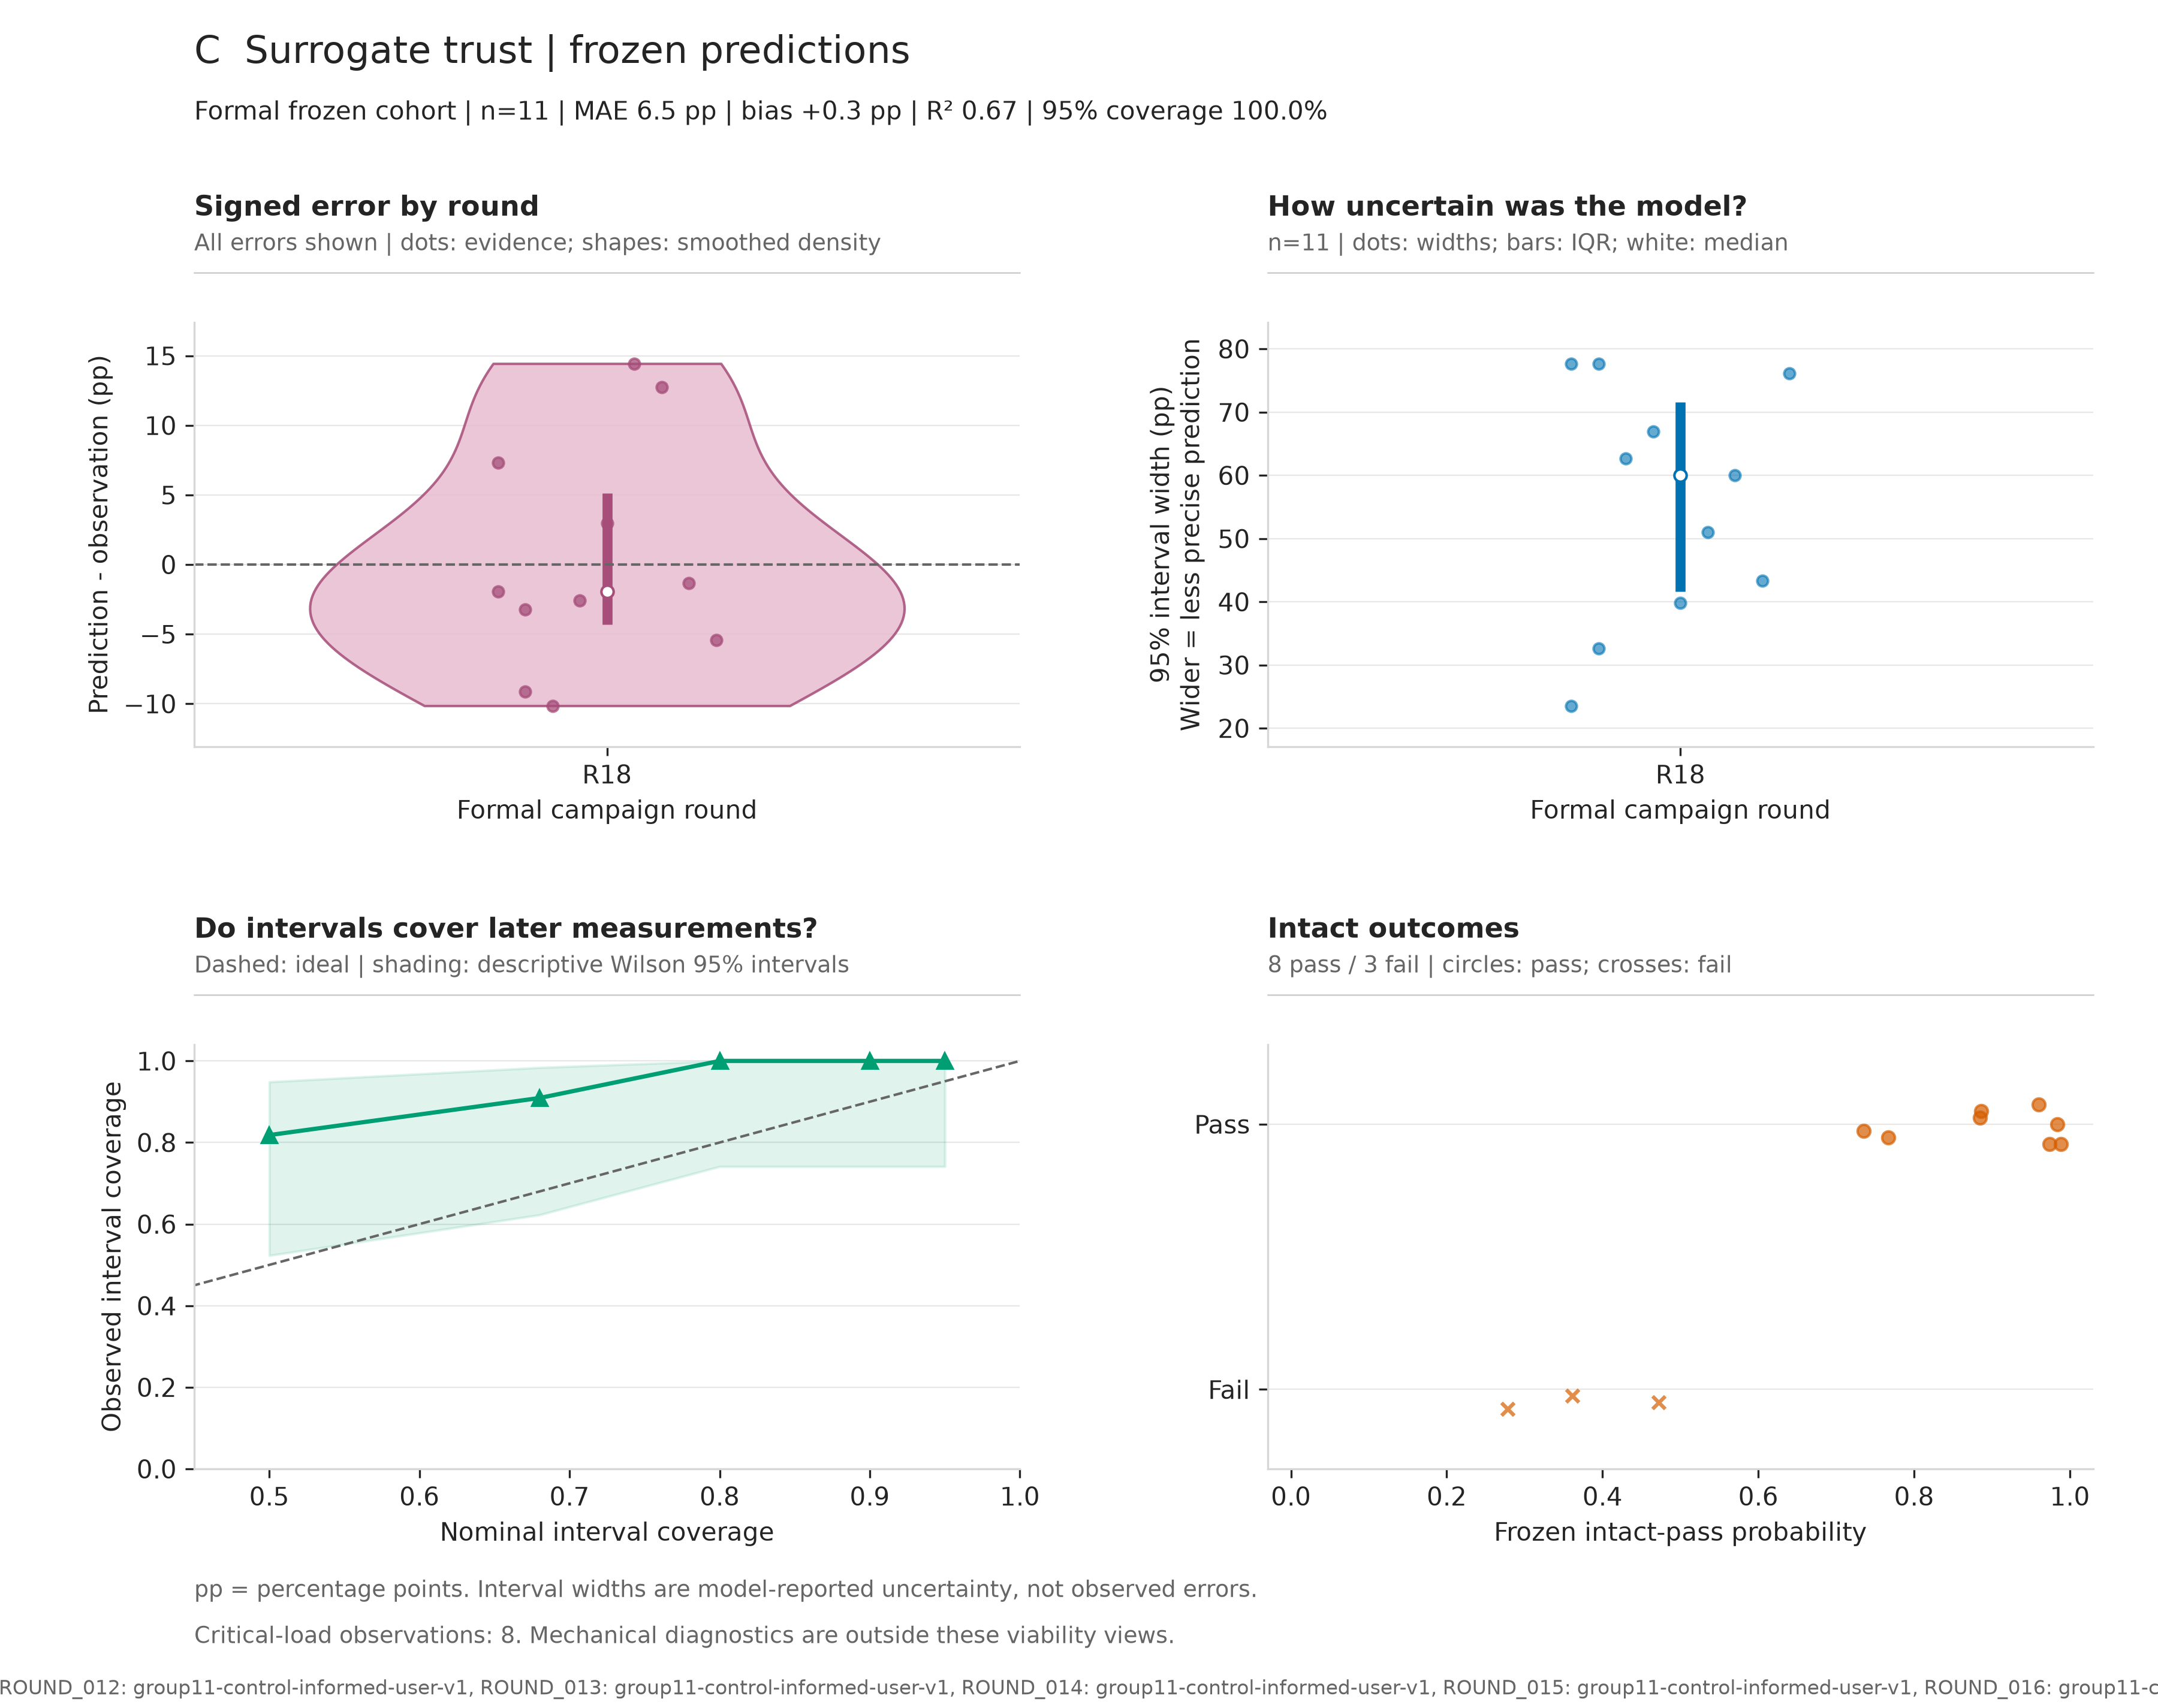 C Surrogate trust | frozen predictions
Formal frozen cohort | n=11 | MAE 6.5 pp | bias +0.3 pp | R² 0.67 | 95% coverage 100.0%
Signed error by round
All errors shown | dots: evidence; shapes: smoothed density
15
10
5
0
−5
−10
Prediction - observation (pp)
R18
Formal campaign round
How uncertain was the model?
n=11 | dots: widths; bars: IQR; white: median
80
70
60
50
40
30
20
95% interval width (pp)
Wider = less precise prediction
R18
Formal campaign round
Do intervals cover later measurements?
Dashed: ideal | shading: descriptive Wilson 95% intervals
1.0
0.8
0.6
0.4
0.2
0.0
Observed interval coverage
0.5 0.6 0.7 0.8 0.9 1.0
Nominal interval coverage
Intact outcomes
8 pass / 3 fail | circles: pass; crosses: fail
Pass
Fail
0.0 0.2 0.4 0.6 0.8 1.0
Frozen intact-pass probability
pp = percentage points. Interval widths are model-reported uncertainty, not observed errors.
Critical-load observations: 8. Mechanical diagnostics are outside these viability views.
ROUND_012: group11-control-informed-user-v1, ROUND_013: group11-control-informed-user-v1, ROUND_014: group11-control-informed-user-v1, ROUND_015: group11-control-informed-user-v1, ROUND_016: group11-c